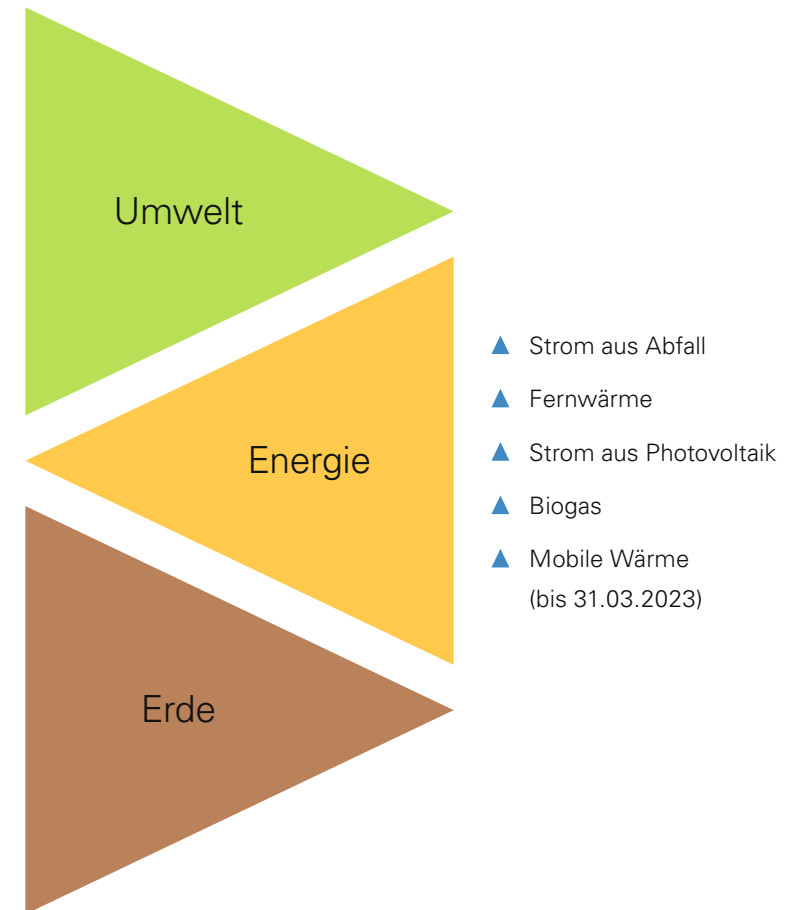 Umwelt
Energie
Strom aus Abfall
Fernwärme
Strom aus Photovoltaik
Biogas
Mobile Wärme
(bis 31.03.2023)
Erde